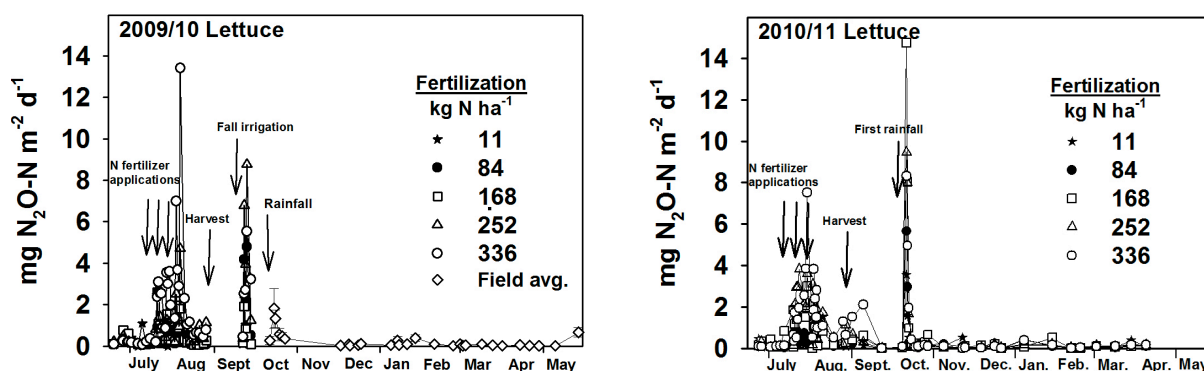 2009/10 Lettuce
mg N₂O-N m⁻² d⁻¹
14
12
10
8
6
4
2
0
Fertilization
kg N ha⁻¹
11
84
168
252
336
Field avg.
N fertilizer
applications
Harvest
Fall irrigation
Rainfall
July Aug Sept Oct Nov Dec Jan Feb Mar Apr May
2010/11 Lettuce
mg N₂O-N m⁻² d⁻¹
14
12
10
8
6
4
2
0
Fertilization
kg N ha⁻¹
11
84
168
252
336
N fertilizer
applications
Harvest
First rainfall
July Aug. Sept. Oct. Nov. Dec. Jan. Feb. Mar. Apr. May